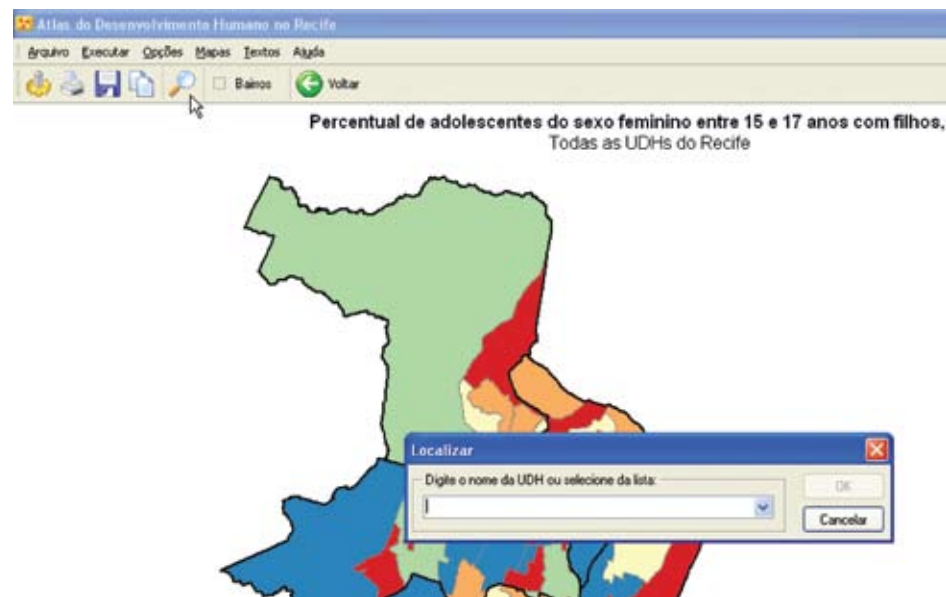 Atlas do Desenvolvimento Humano no Recife
Arquivo Executar Opções Mapas Textos Ajuda
Bairros Voltar
Percentual de adolescentes do sexo feminino entre 15 e 17 anos com filhos,
Todas as UDHs do Recife
Localizar
Digite o nome da UDH ou selecione da lista:
OK
Cancelar